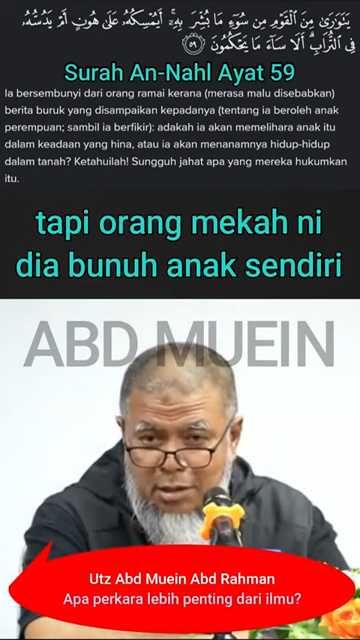 يَتَوَارَىٰ مِنَ ٱلْقَوْمِ مِن سُوٓءِ مَا بُشِّرَ بِهِۦٓ ۚ أَيُمْسِكُهُۥ عَلَىٰ هُونٍ أَمْ يَدُسُّهُۥ
فِى ٱلتُّرَابِ ۗ أَلَا سَآءَ مَا يَحْكُمُونَ ﴿٥٩﴾
Surah An-Nahl Ayat 59
Ia bersembunyi dari orang ramai kerana (merasa malu disebabkan)
berita buruk yang disampaikan kepadanya (tentang ia beroleh anak
perempuan; sambil ia berfikir): adakah ia akan memelihara anak itu
dalam keadaan yang hina, atau ia akan menanamnya hidup-hidup
dalam tanah? Ketahuilah! Sungguh jahat apa yang mereka hukumkan
itu.
tapi orang mekah ni
dia bunuh anak sendiri
ABD MUEIN
Utz Abd Muein Abd Rahman
Apa perkara lebih penting dari ilmu?